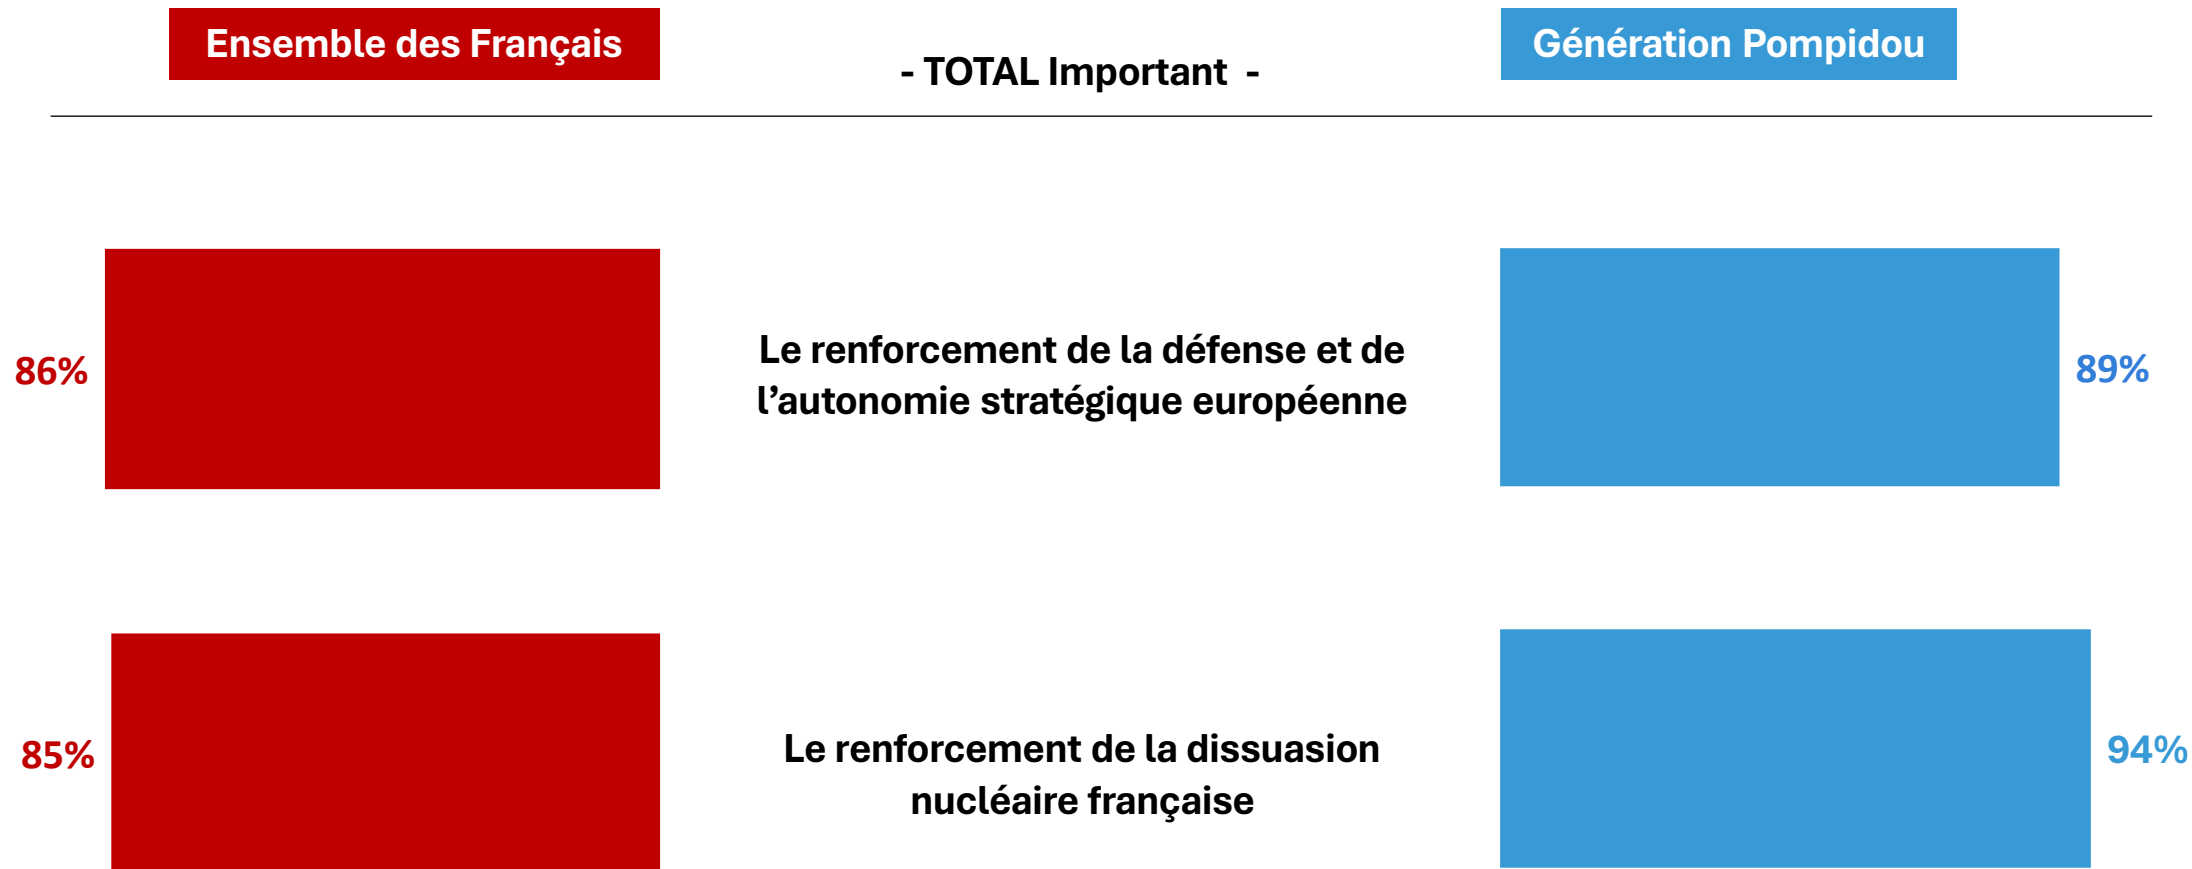 Ensemble des Français
- TOTAL Important -
Génération Pompidou
86%
Le renforcement de la défense et de
l’autonomie stratégique européenne
89%
85%
Le renforcement de la dissuasion
nucléaire française
94%